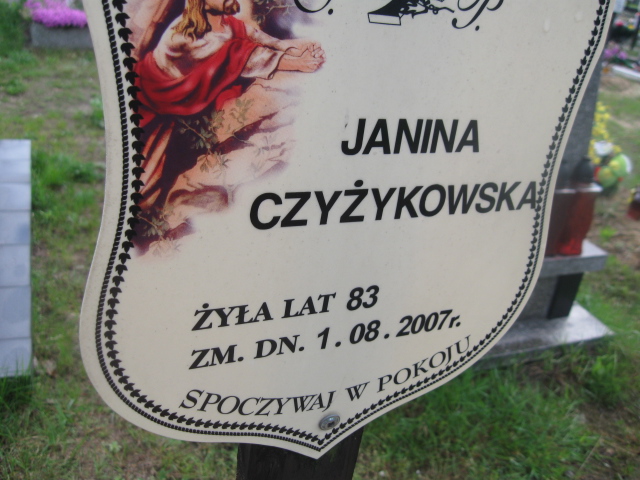 Ś. P.
JANINA
CZYŻYKOWSKA
ŻYŁA LAT 83
ZM. DN. 1.08.2007r.
SPOCZYWAJ W POKOJU